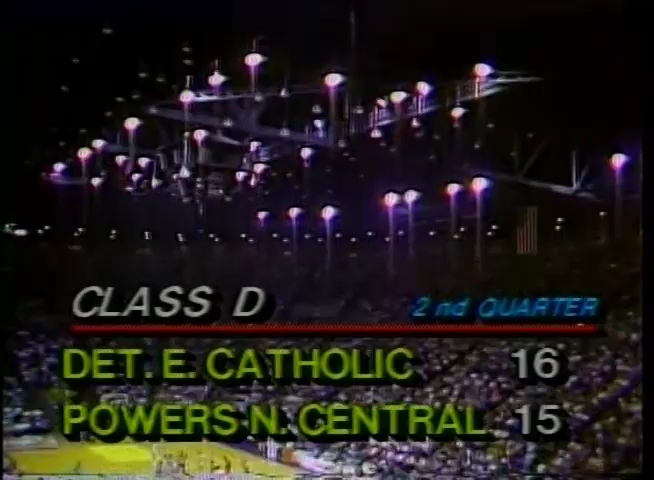 CLASS D
2nd QUARTER
DET. E. CATHOLIC 16
POWERS N. CENTRAL 15